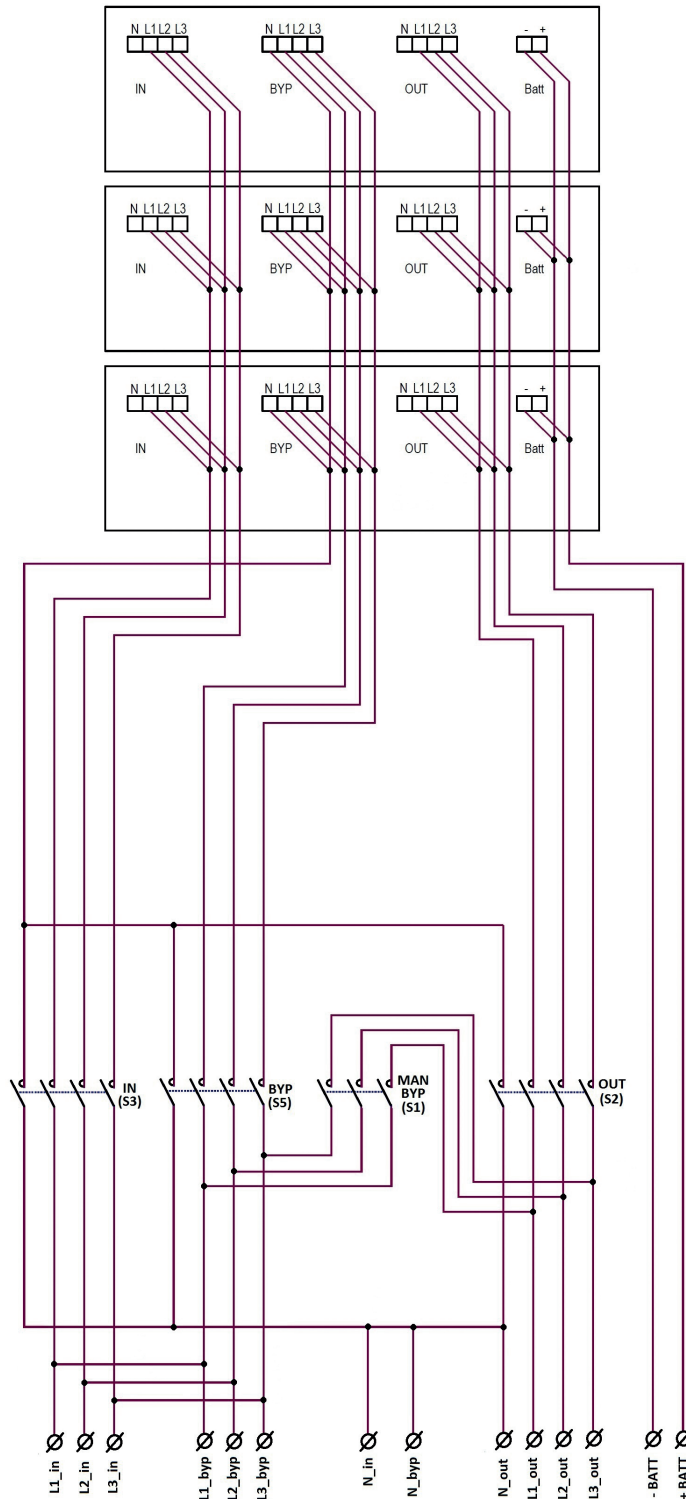 N L1 L2 L3 N L1 L2 L3 N L1 L2 L3 - +
IN BYP OUT Batt
N L1 L2 L3 N L1 L2 L3 N L1 L2 L3 - +
IN BYP OUT Batt
N L1 L2 L3 N L1 L2 L3 N L1 L2 L3 - +
IN BYP OUT Batt
IN
(S3)
BYP
(S5)
MAN
BYP
(S1)
OUT
(S2)
L1_in
L2_in
L3_in
L1_byp
L2_byp
L3_byp
N_in
N_byp
N_out
L1_out
L2_out
L3_out
- BATT
+ BATT